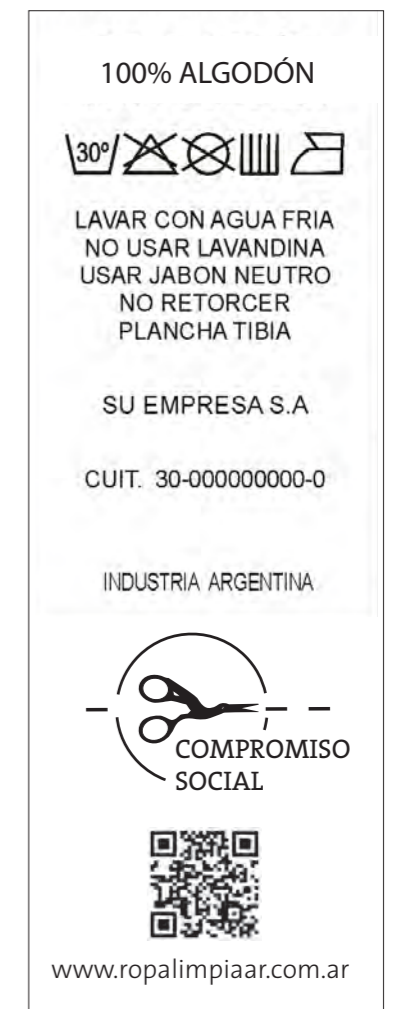 100% ALGODÓN
30º
LAVAR CON AGUA FRIA
NO USAR LAVANDINA
USAR JABON NEUTRO
NO RETORCER
PLANCHA TIBIA
SU EMPRESA S.A
CUIT. 30-000000000-0
INDUSTRIA ARGENTINA
COMPROMISO
SOCIAL
www.ropalimpiaar.com.ar